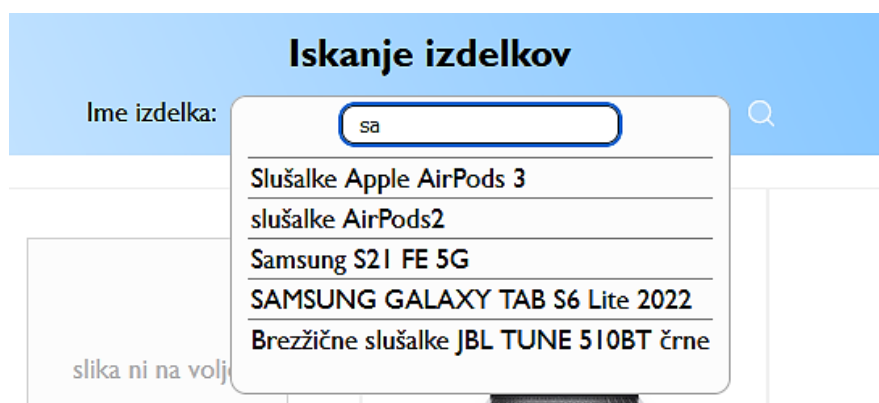 Iskanje izdelkov
Ime izdelka:
sa
Slušalke Apple AirPods 3
slušalke AirPods2
Samsung S21 FE 5G
SAMSUNG GALAXY TAB S6 Lite 2022
Brezžične slušalke JBL TUNE 510BT črne
slika ni na